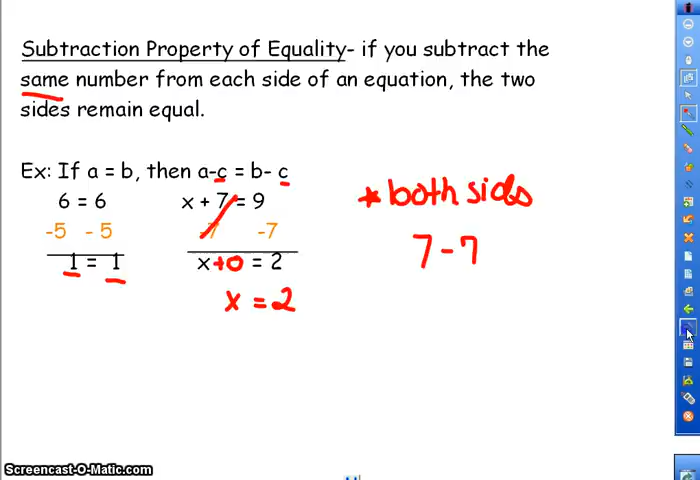 Subtraction Property of Equality- if you subtract the
same number from each side of an equation, the two
sides remain equal.
Ex: If a = b, then a-c = b- c
6 = 6
-5 - 5
1 = 1
x + 7 = 9
-7 -7
x +0 = 2
x = 2
* both sides
7 - 7
Screencast-O-Matic.com